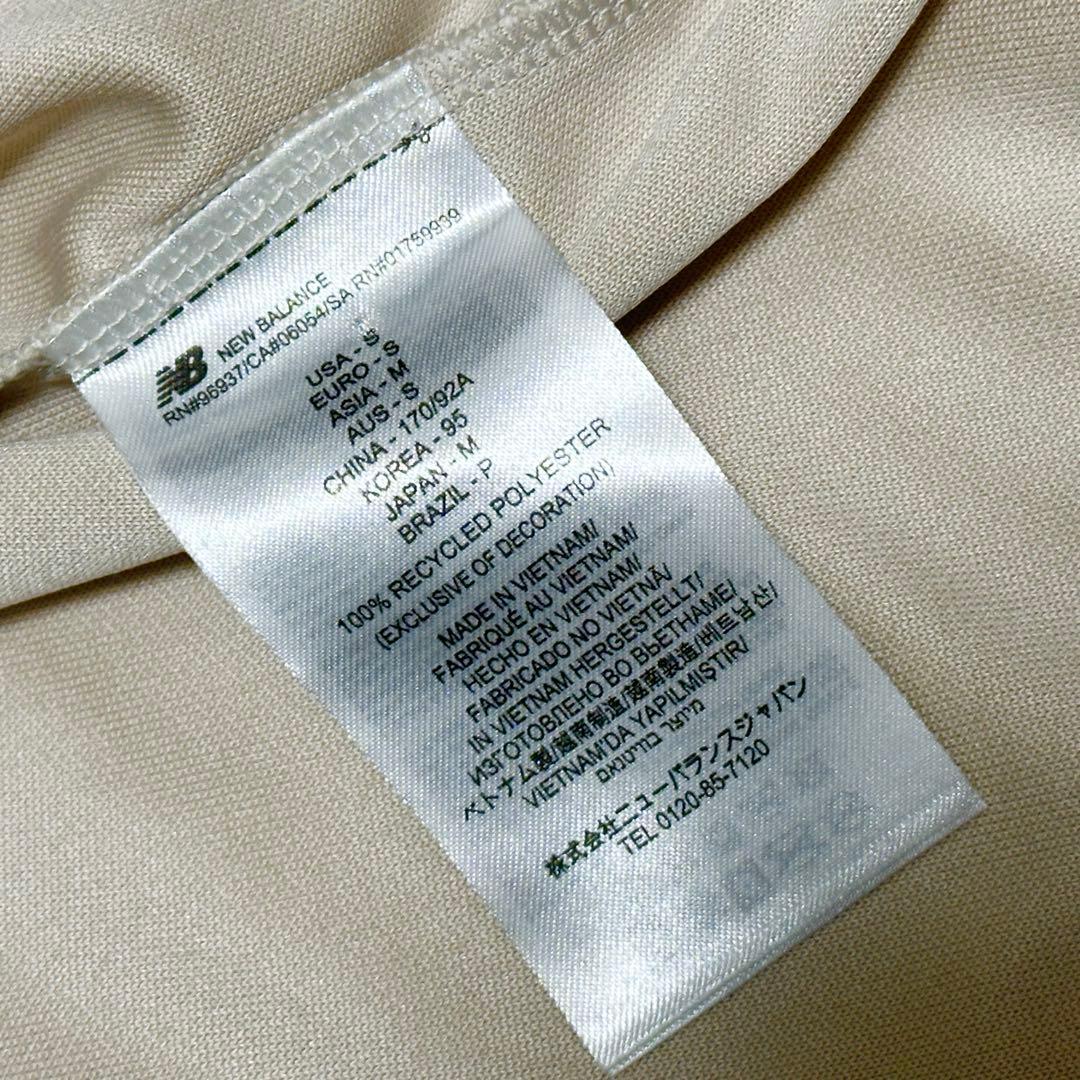 NB NEW BALANCE
RN#96937/CA#06054/SA RN#01759939
USA - S
EURO - S
ASIA - M
AUS - S
CHINA - 170/92A
KOREA - 95
JAPAN - M
BRAZIL - P
100% RECYCLED POLYESTER
(EXCLUSIVE OF DECORATION)
MADE IN VIETNAM/
FABRIQUÉ AU VIETNAM/
HECHO EN VIETNAM/
FABRICADO NO VIETNÃ/
IN VIETNAM HERGESTELLT/
ИЗГОТОВЛЕНО ВО ВЬЕТНАМЕ/
ベトナム製/越南制造/越南製造/베트남산/
VIETNAM'DA YAPILMIŞTIR/
מיוצר בוויטנאם
株式会社ニューバランスジャパン
TEL 0120-85-7120